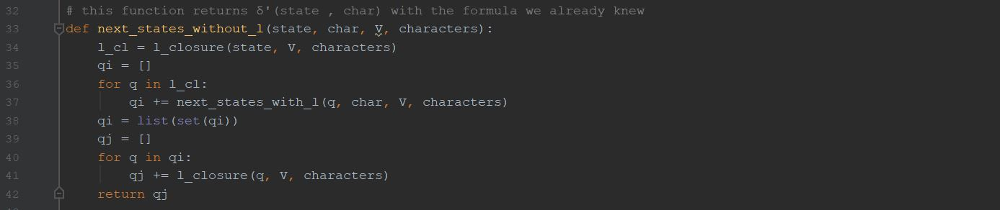 32 # this function returns δ'(state , char) with the formula we already knew
33 def next_states_without_l(state, char, V, characters):
34 l_cl = l_closure(state, V, characters)
35 qi = []
36 for q in l_cl:
37 qi += next_states_with_l(q, char, V, characters)
38 qi = list(set(qi))
39 qj = []
40 for q in qi:
41 qj += l_closure(q, V, characters)
42 return qj